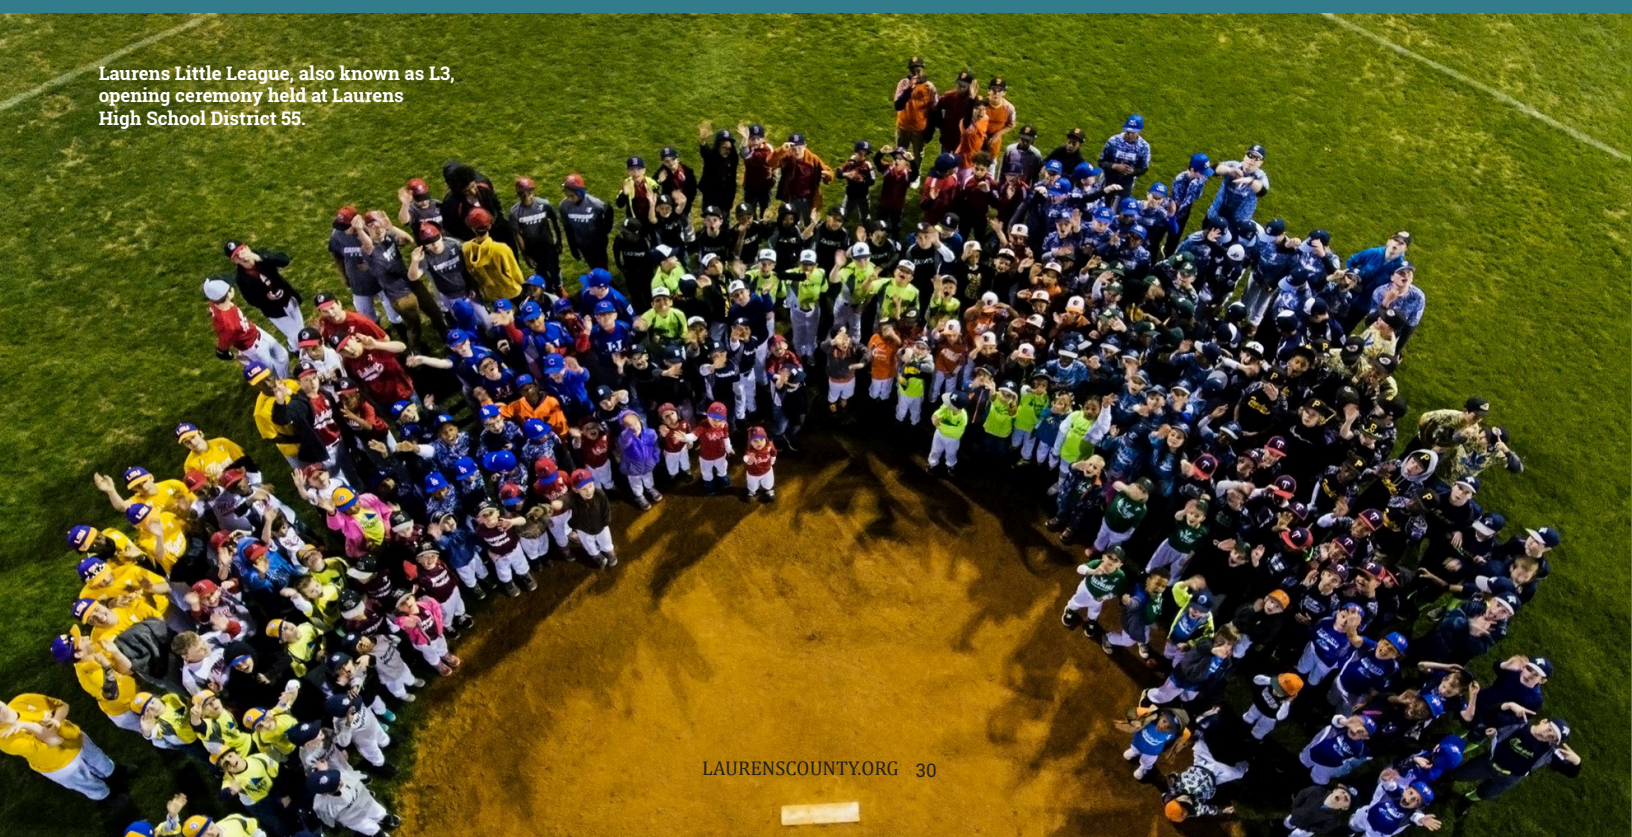 Laurens Little League, also known as L3,
opening ceremony held at Laurens
High School District 55.
LAURENSCOUNTY.ORG 30